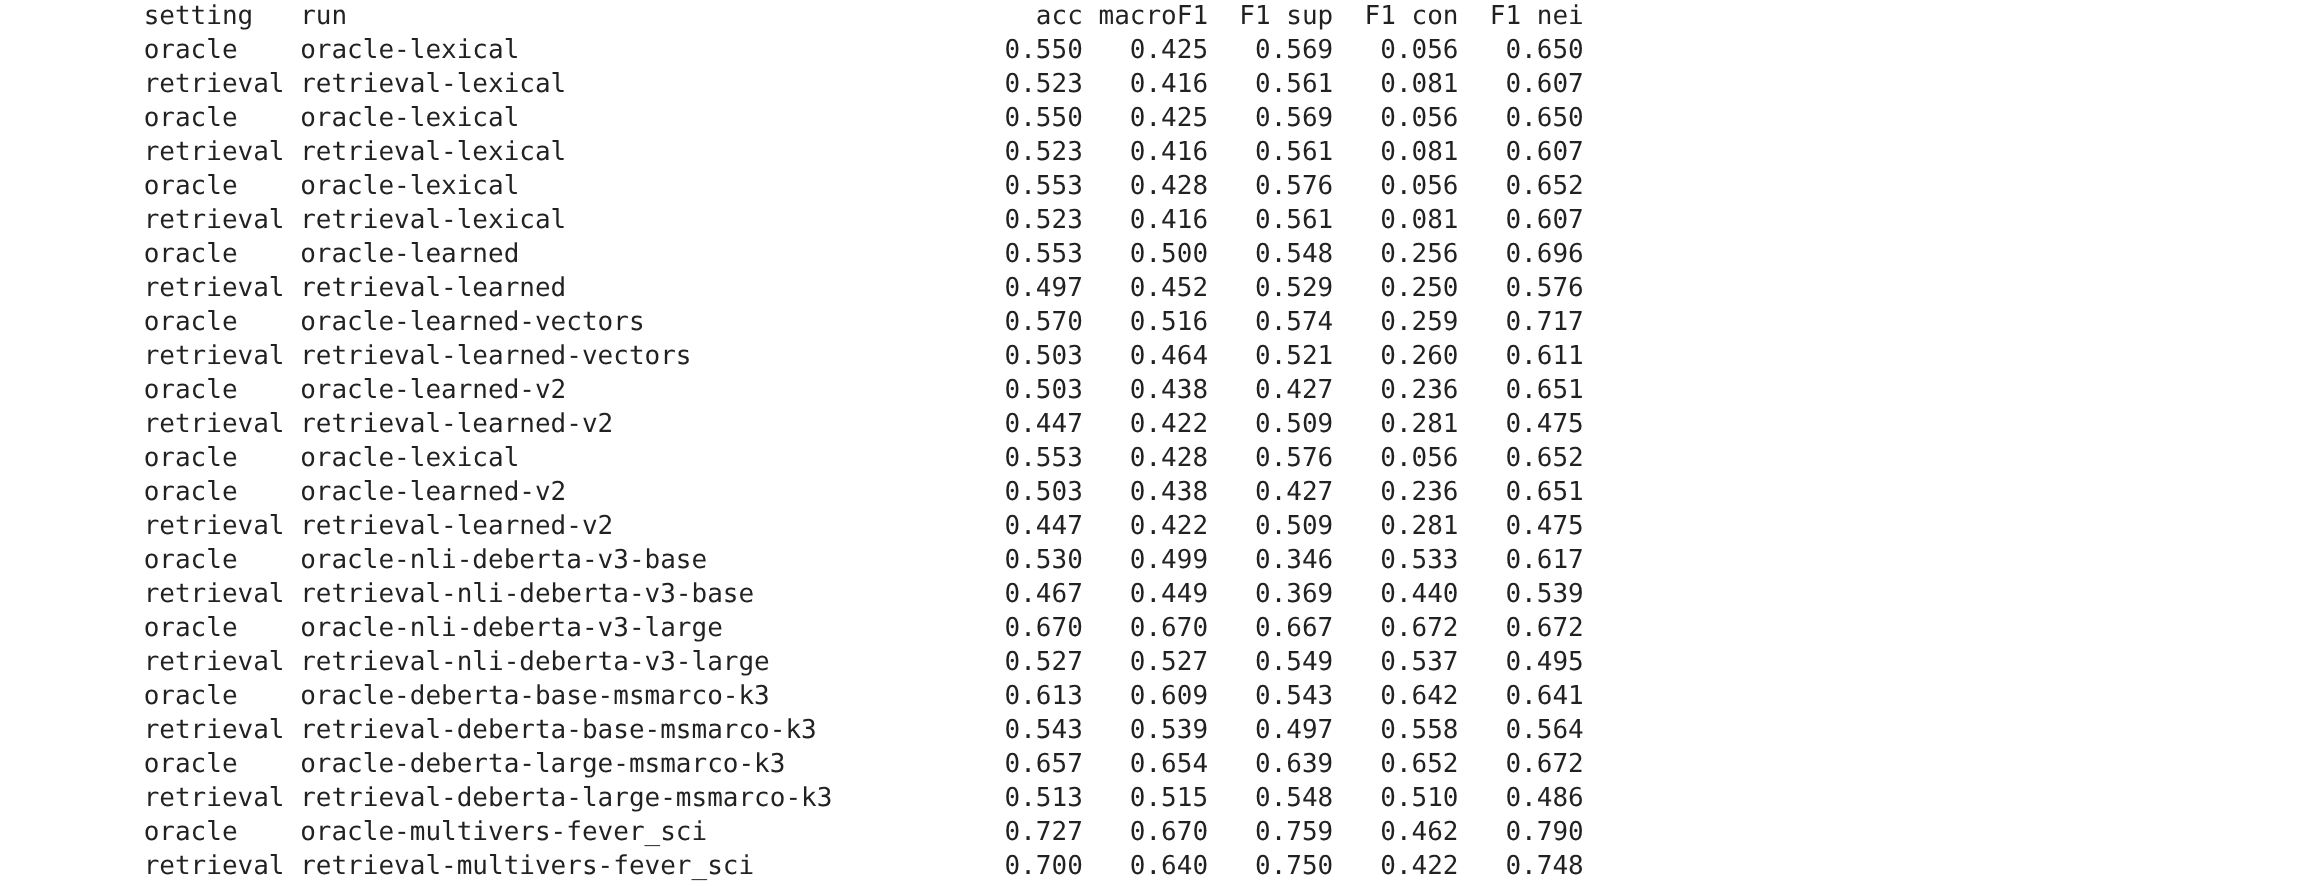 setting   run                                            acc macroF1  F1 sup  F1 con  F1 nei
oracle    oracle-lexical                               0.550   0.425   0.569   0.056   0.650
retrieval retrieval-lexical                            0.523   0.416   0.561   0.081   0.607
oracle    oracle-lexical                               0.550   0.425   0.569   0.056   0.650
retrieval retrieval-lexical                            0.523   0.416   0.561   0.081   0.607
oracle    oracle-lexical                               0.553   0.428   0.576   0.056   0.652
retrieval retrieval-lexical                            0.523   0.416   0.561   0.081   0.607
oracle    oracle-learned                               0.553   0.500   0.548   0.256   0.696
retrieval retrieval-learned                            0.497   0.452   0.529   0.250   0.576
oracle    oracle-learned-vectors                       0.570   0.516   0.574   0.259   0.717
retrieval retrieval-learned-vectors                    0.503   0.464   0.521   0.260   0.611
oracle    oracle-learned-v2                            0.503   0.438   0.427   0.236   0.651
retrieval retrieval-learned-v2                         0.447   0.422   0.509   0.281   0.475
oracle    oracle-lexical                               0.553   0.428   0.576   0.056   0.652
oracle    oracle-learned-v2                            0.503   0.438   0.427   0.236   0.651
retrieval retrieval-learned-v2                         0.447   0.422   0.509   0.281   0.475
oracle    oracle-nli-deberta-v3-base                   0.530   0.499   0.346   0.533   0.617
retrieval retrieval-nli-deberta-v3-base                0.467   0.449   0.369   0.440   0.539
oracle    oracle-nli-deberta-v3-large                  0.670   0.670   0.667   0.672   0.672
retrieval retrieval-nli-deberta-v3-large               0.527   0.527   0.549   0.537   0.495
oracle    oracle-deberta-base-msmarco-k3               0.613   0.609   0.543   0.642   0.641
retrieval retrieval-deberta-base-msmarco-k3            0.543   0.539   0.497   0.558   0.564
oracle    oracle-deberta-large-msmarco-k3              0.657   0.654   0.639   0.652   0.672
retrieval retrieval-deberta-large-msmarco-k3           0.513   0.515   0.548   0.510   0.486
oracle    oracle-multivers-fever_sci                   0.727   0.670   0.759   0.462   0.790
retrieval retrieval-multivers-fever_sci                0.700   0.640   0.750   0.422   0.748